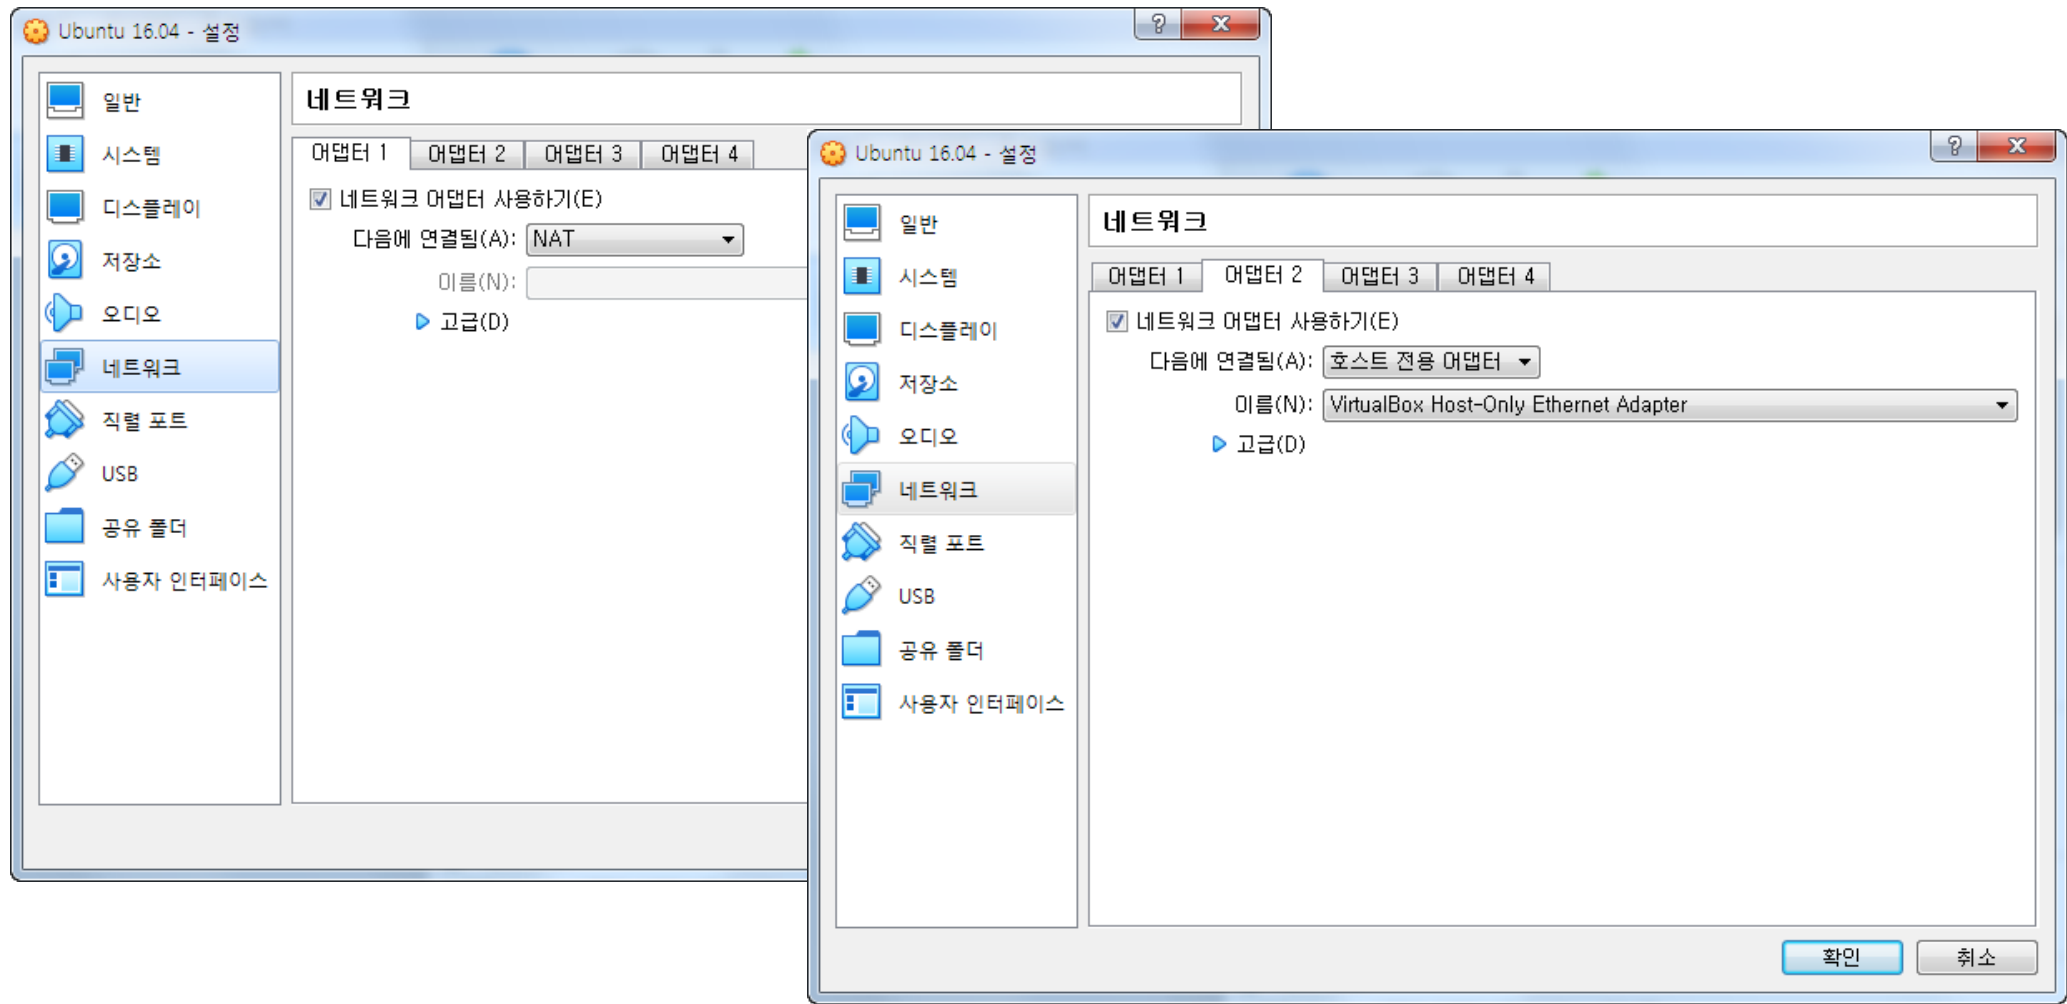 Ubuntu 16.04 - 설정
일반
시스템
디스플레이
저장소
오디오
네트워크
직렬 포트
USB
공유 폴더
사용자 인터페이스
네트워크
어댑터 1 어댑터 2 어댑터 3 어댑터 4
네트워크 어댑터 사용하기(E)
다음에 연결됨(A): NAT
이름(N):
고급(D)
Ubuntu 16.04 - 설정
일반
시스템
디스플레이
저장소
오디오
네트워크
직렬 포트
USB
공유 폴더
사용자 인터페이스
네트워크
어댑터 1 어댑터 2 어댑터 3 어댑터 4
네트워크 어댑터 사용하기(E)
다음에 연결됨(A): 호스트 전용 어댑터
이름(N): VirtualBox Host-Only Ethernet Adapter
고급(D)
확인 취소